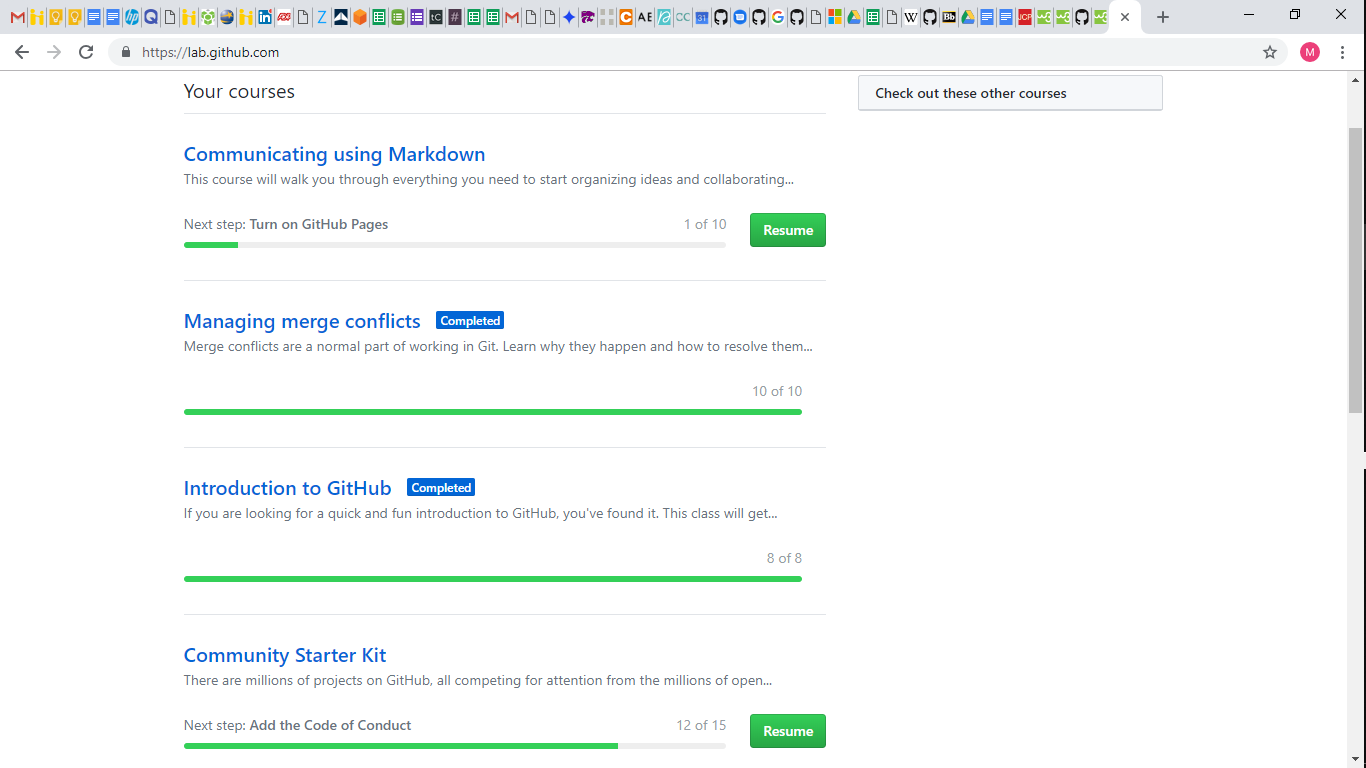 https://lab.github.com
M
Your courses
Check out these other courses
Communicating using Markdown
This course will walk you through everything you need to start organizing ideas and collaborating...
Next step: Turn on GitHub Pages
1 of 10
Resume
Managing merge conflicts
Completed
Merge conflicts are a normal part of working in Git. Learn why they happen and how to resolve them...
10 of 10
Introduction to GitHub
Completed
If you are looking for a quick and fun introduction to GitHub, you've found it. This class will get...
8 of 8
Community Starter Kit
There are millions of projects on GitHub, all competing for attention from the millions of open...
Next step: Add the Code of Conduct
12 of 15
Resume